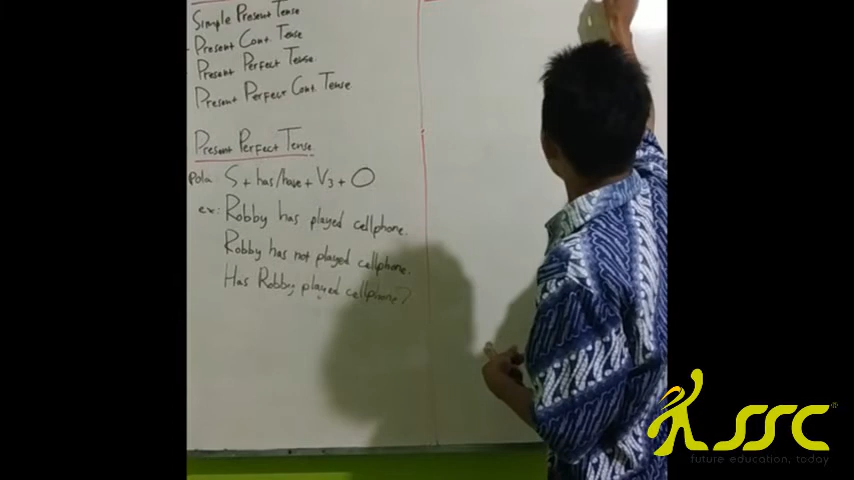 Simple Present Tense
- Present Cont. Tense
Present Perfect Tense
Present Perfect Cont. Tense
Present Perfect Tense
Pola: S + has/have + V3 + O
ex: Robby has played cellphone.
Robby has not played cellphone.
Has Robby played cellphone?
SSC
future education, today